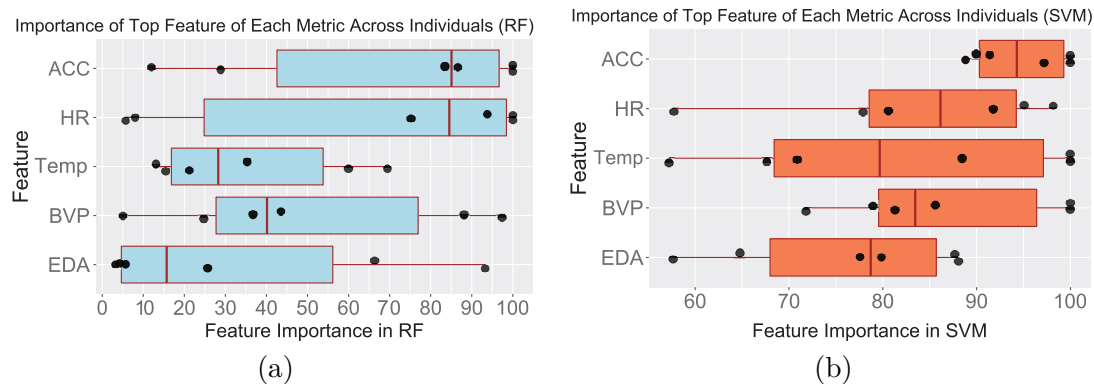 Importance of Top Feature of Each Metric Across Individuals (RF)
ACC
HR
Temp
BVP
EDA
Feature
0 10 20 30 40 50 60 70 80 90 100
Feature Importance in RF
(a)
Importance of Top Feature of Each Metric Across Individuals (SVM)
ACC
HR
Temp
BVP
EDA
Feature
60 70 80 90 100
Feature Importance in SVM
(b)